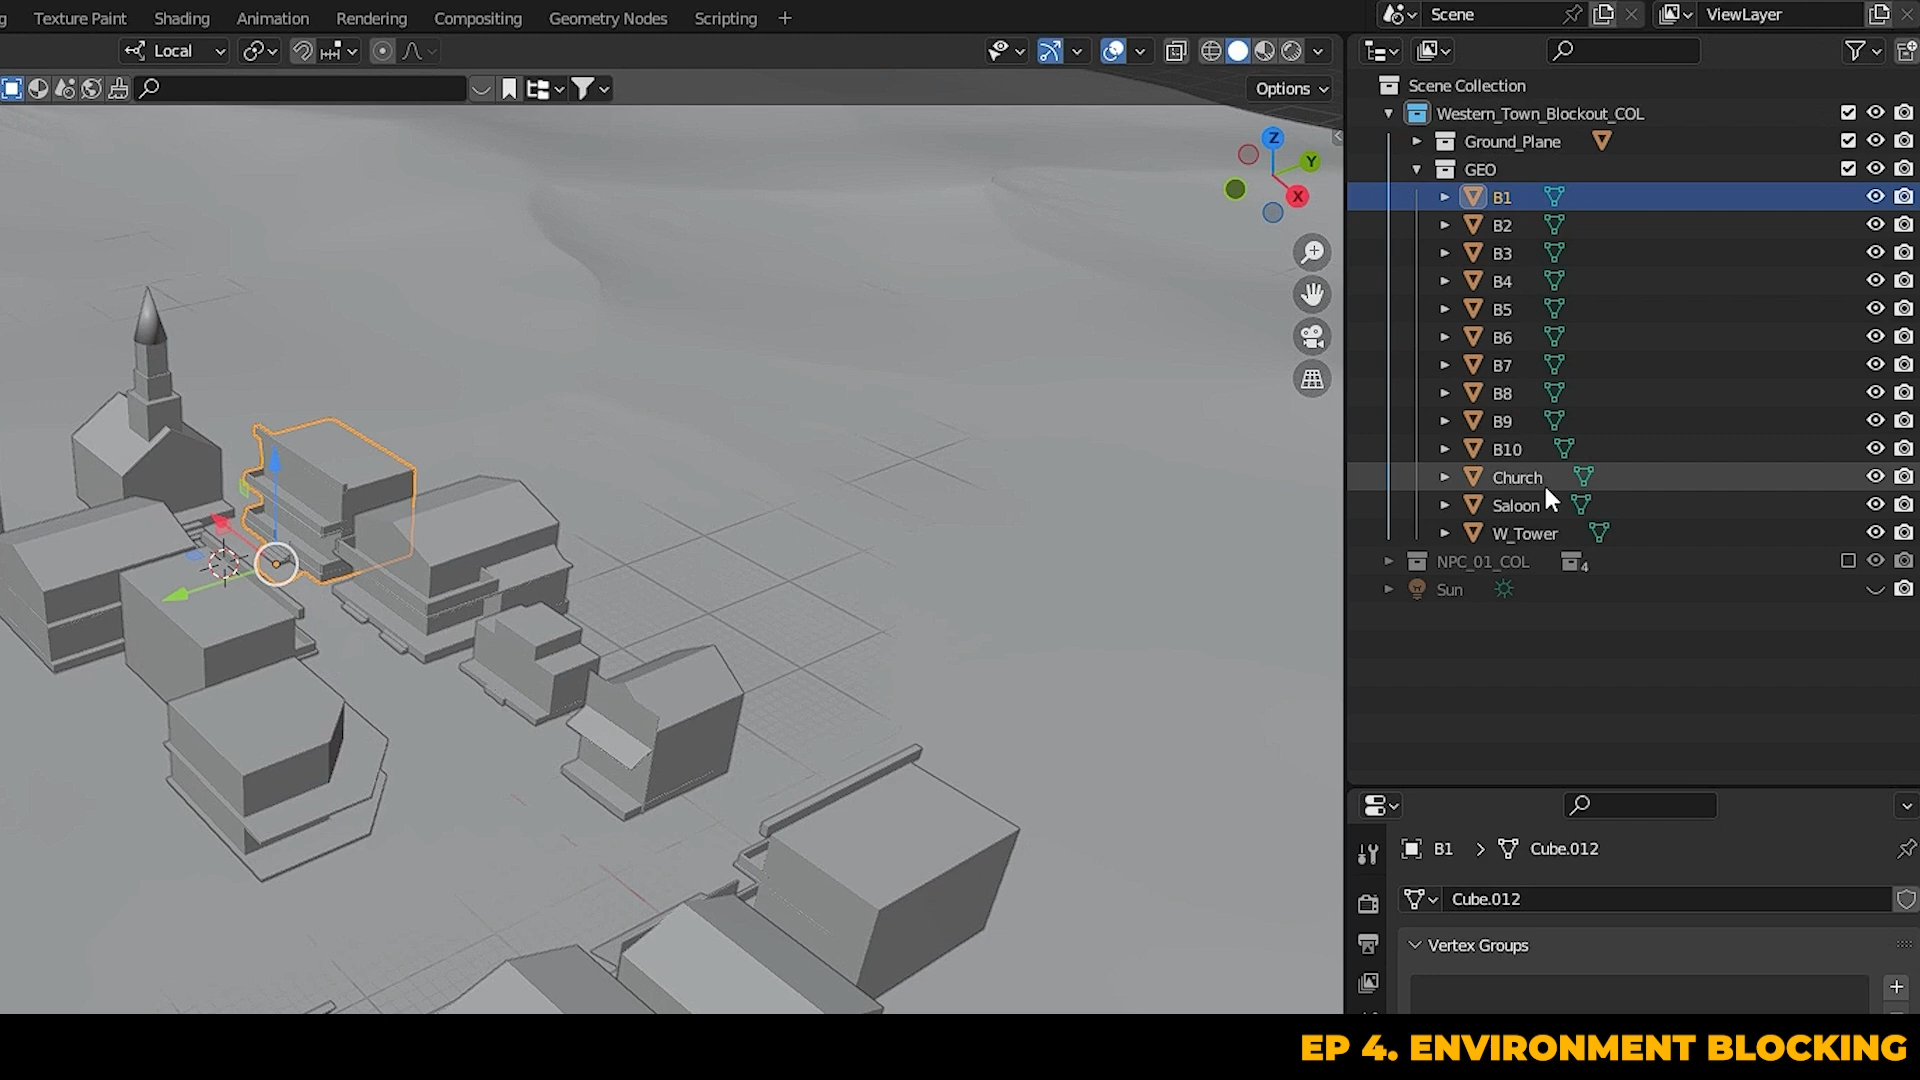 Texture Paint Shading Animation Rendering Compositing Geometry Nodes Scripting +
Scene ViewLayer
Local
Options
Z
Y
X
Scene Collection
Western_Town_Blockout_COL
Ground_Plane
GEO
B1
B2
B3
B4
B5
B6
B7
B8
B9
B10
Church
Saloon
W_Tower
NPC_01_COL 4
Sun
B1 > Cube.012
Cube.012
Vertex Groups
EP 4. ENVIRONMENT BLOCKING